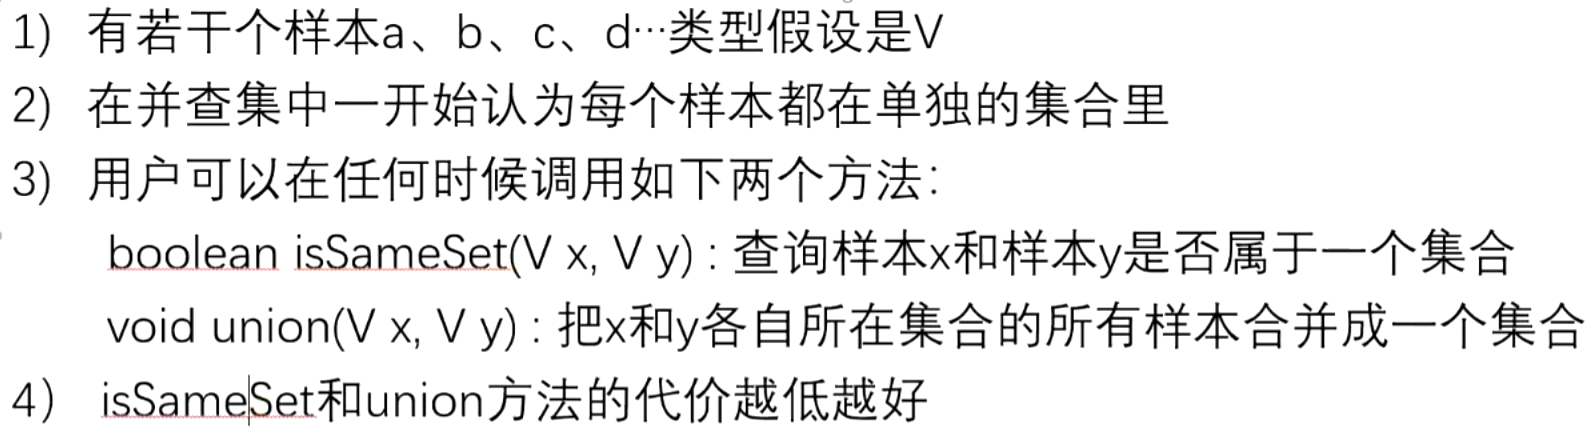 1) 有若干个样本a、b、c、d…类型假设是V
2) 在并查集中一开始认为每个样本都在单独的集合里
3) 用户可以在任何时候调用如下两个方法：
boolean isSameSet(V x, V y) : 查询样本x和样本y是否属于一个集合
void union(V x, V y) : 把x和y各自所在集合的所有样本合并成一个集合
4) isSameSet和union方法的代价越低越好